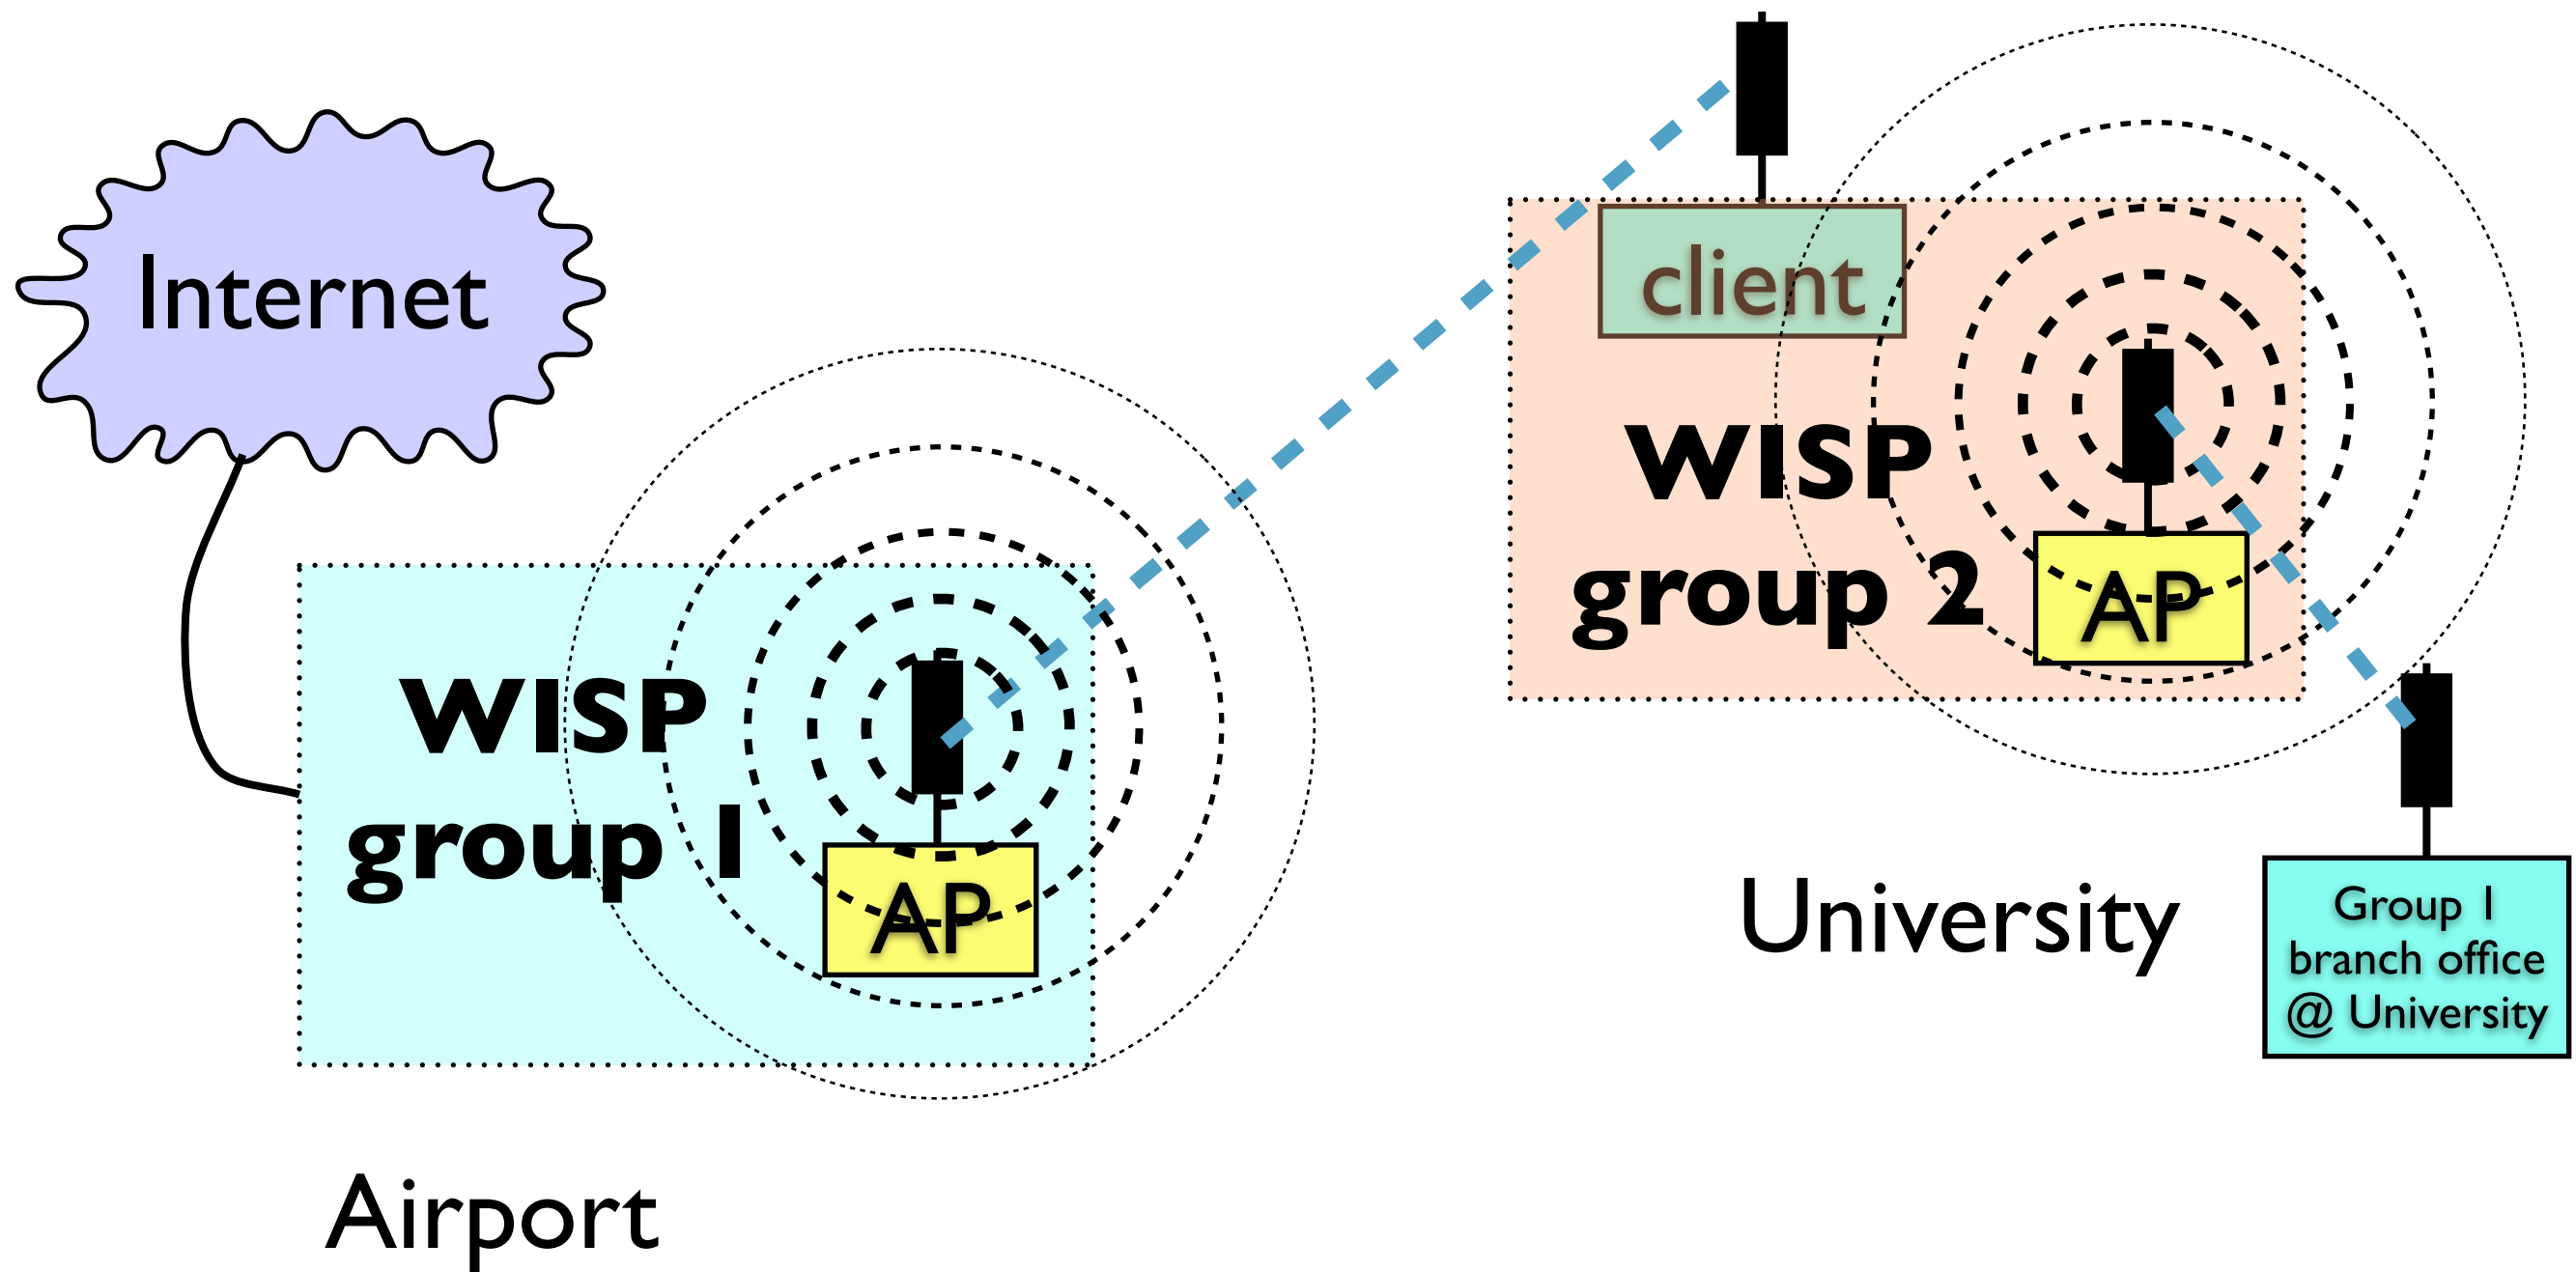 Internet
client
WISP
group 2
AP
WISP
group 1
AP
University
Group 1
branch office
@ University
Airport